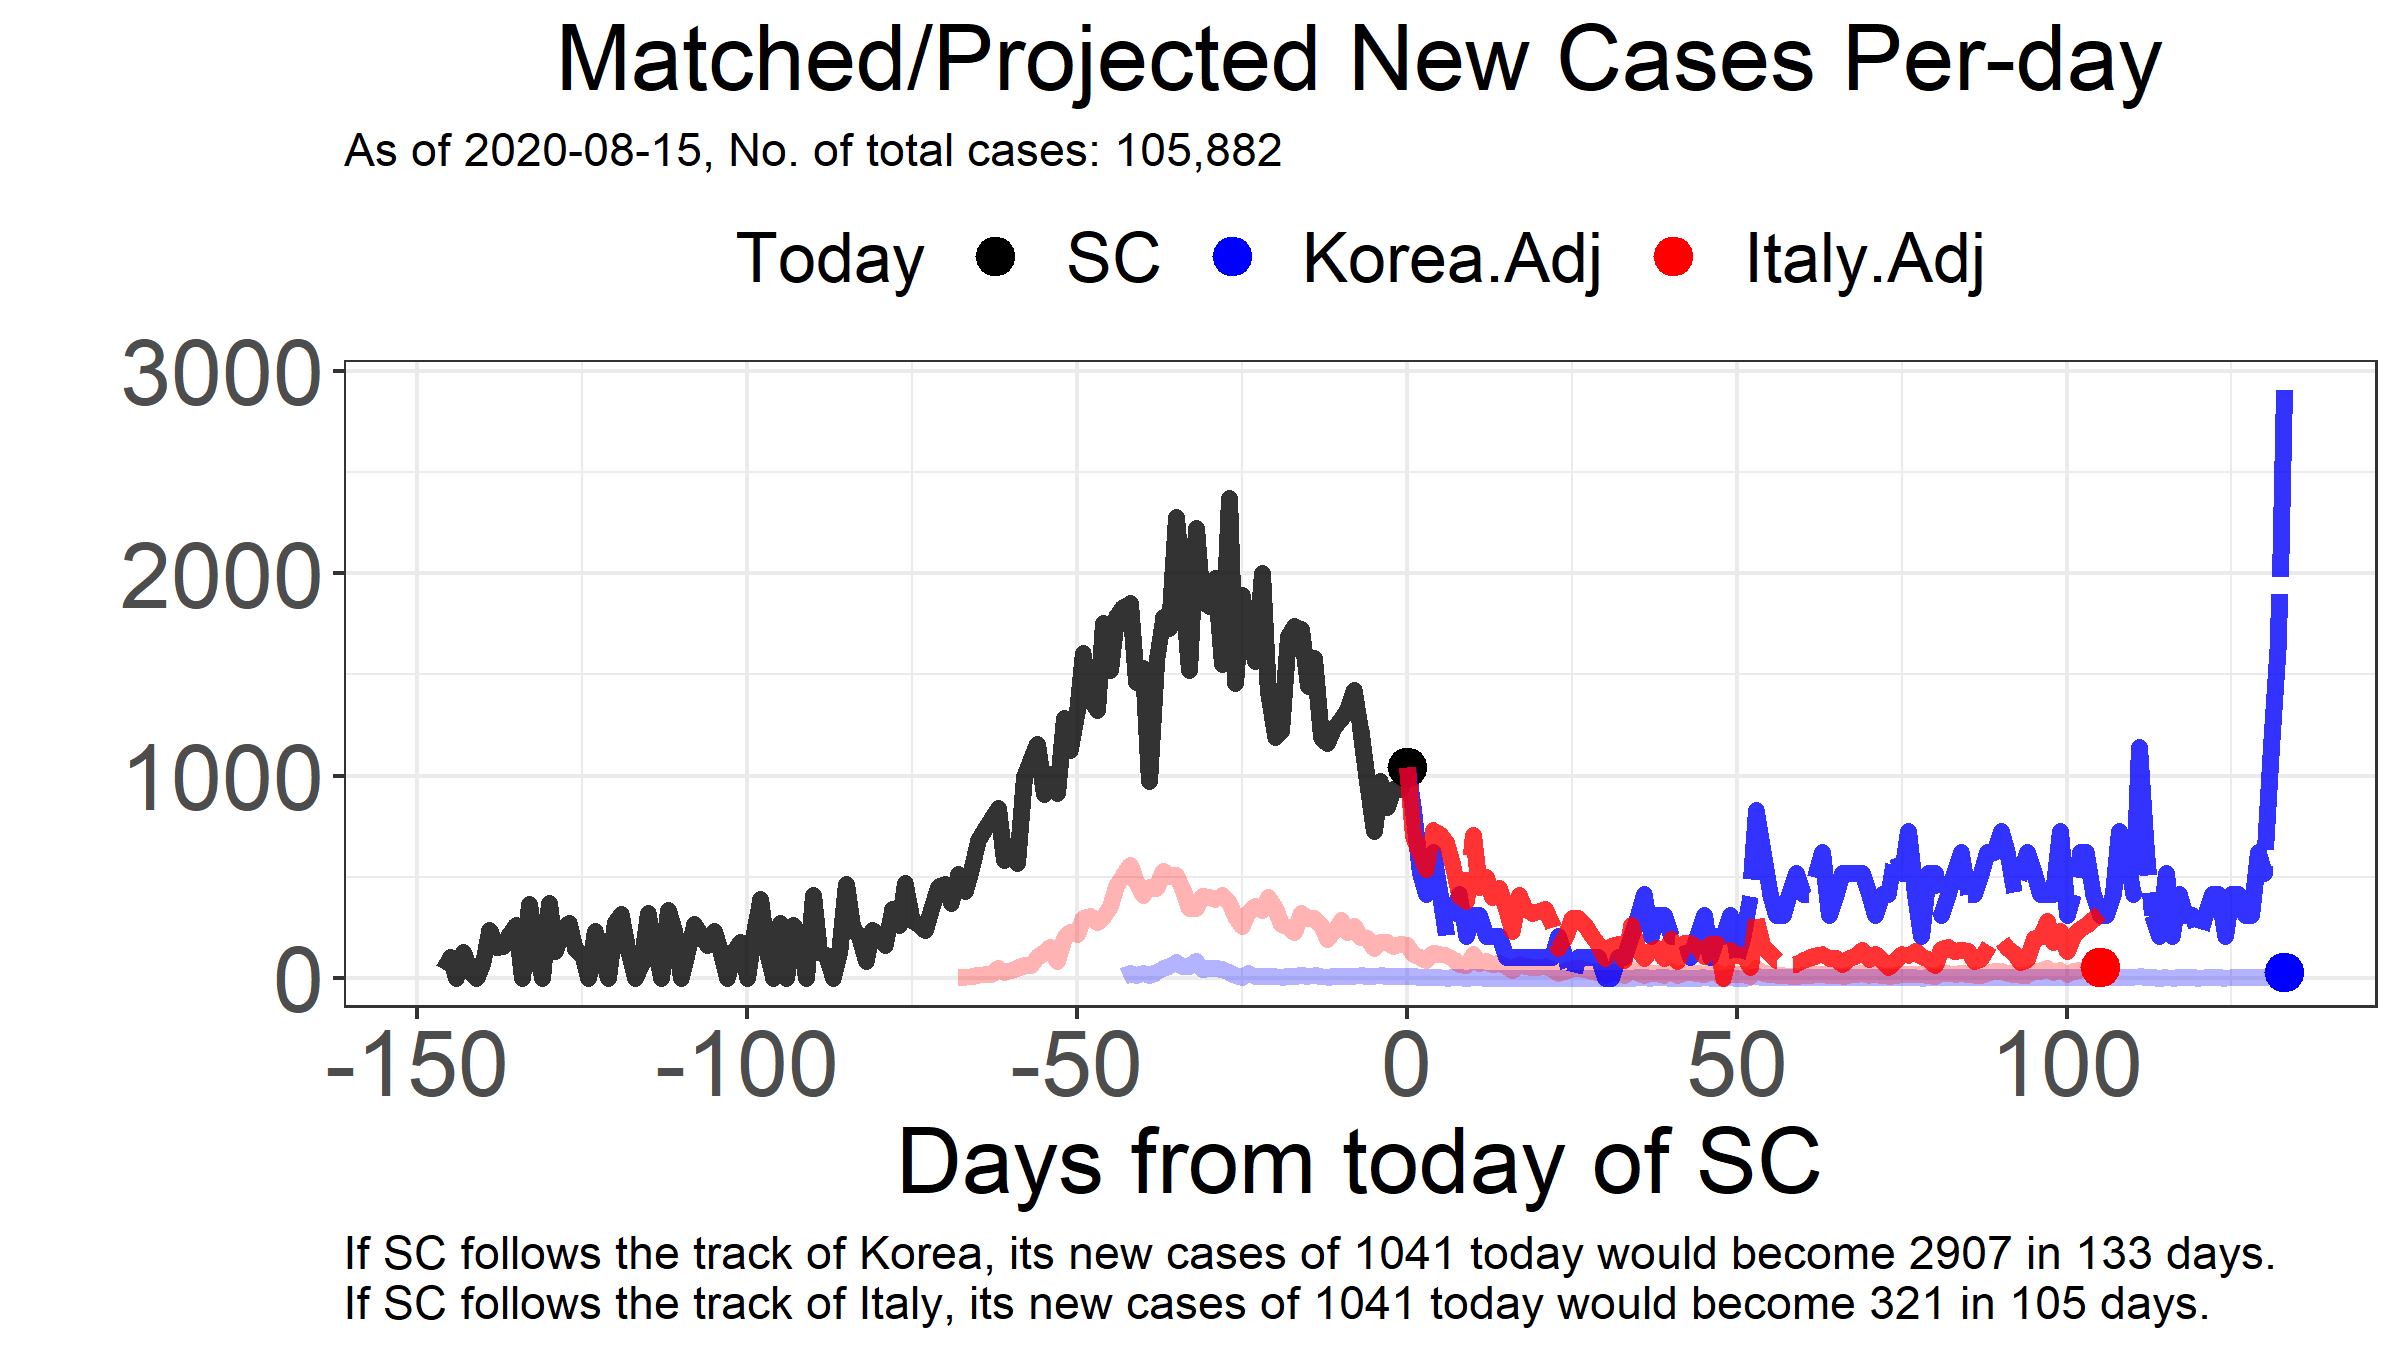 Matched/Projected New Cases Per-day
As of 2020-08-15, No. of total cases: 105,882
Today SC Korea.Adj Italy.Adj
3000
2000
1000
0
-150 -100 -50 0 50 100
Days from today of SC
If SC follows the track of Korea, its new cases of 1041 today would become 2907 in 133 days.
If SC follows the track of Italy, its new cases of 1041 today would become 321 in 105 days.